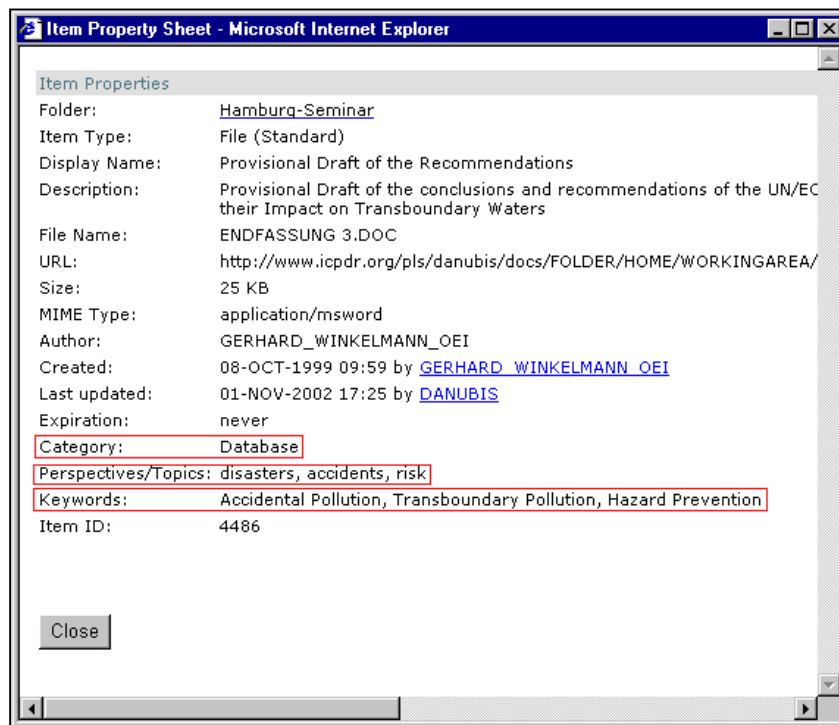 Item Property Sheet - Microsoft Internet Explorer
Item Properties
Folder: Hamburg-Seminar
Item Type: File (Standard)
Display Name: Provisional Draft of the Recommendations
Description: Provisional Draft of the conclusions and recommendations of the UN/EC
their Impact on Transboundary Waters
File Name: ENDFASSUNG 3.DOC
URL: http://www.icpdr.org/pls/danubis/docs/FOLDER/HOME/WORKINGAREA/
Size: 25 KB
MIME Type: application/msword
Author: GERHARD_WINKELMANN_OEI
Created: 08-OCT-1999 09:59 by GERHARD_WINKELMANN_OEI
Last updated: 01-NOV-2002 17:25 by DANUBIS
Expiration: never
Category: Database
Perspectives/Topics: disasters, accidents, risk
Keywords: Accidental Pollution, Transboundary Pollution, Hazard Prevention
Item ID: 4486
Close